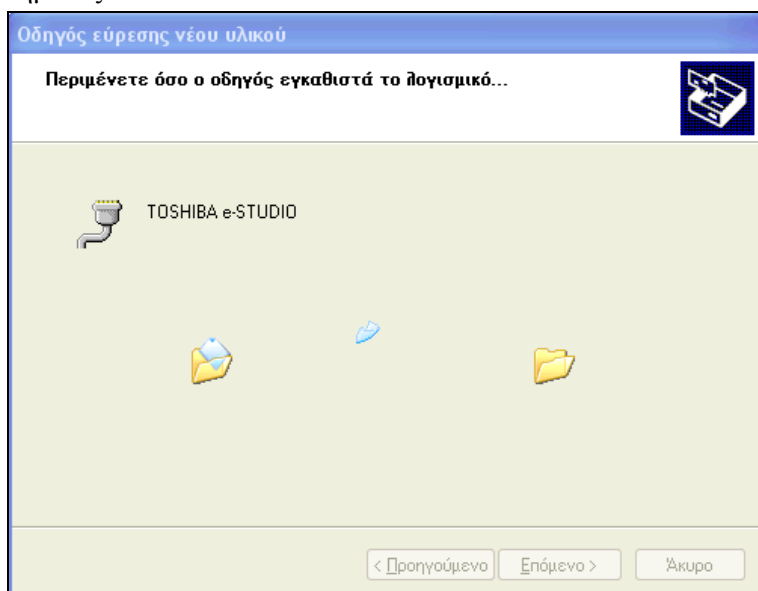 Οδηγός εύρεσης νέου υλικού
Περιμένετε όσο ο οδηγός εγκαθιστά το λογισμικό...
TOSHIBA e-STUDIO
< Προηγούμενο Επόμενο > Άκυρο